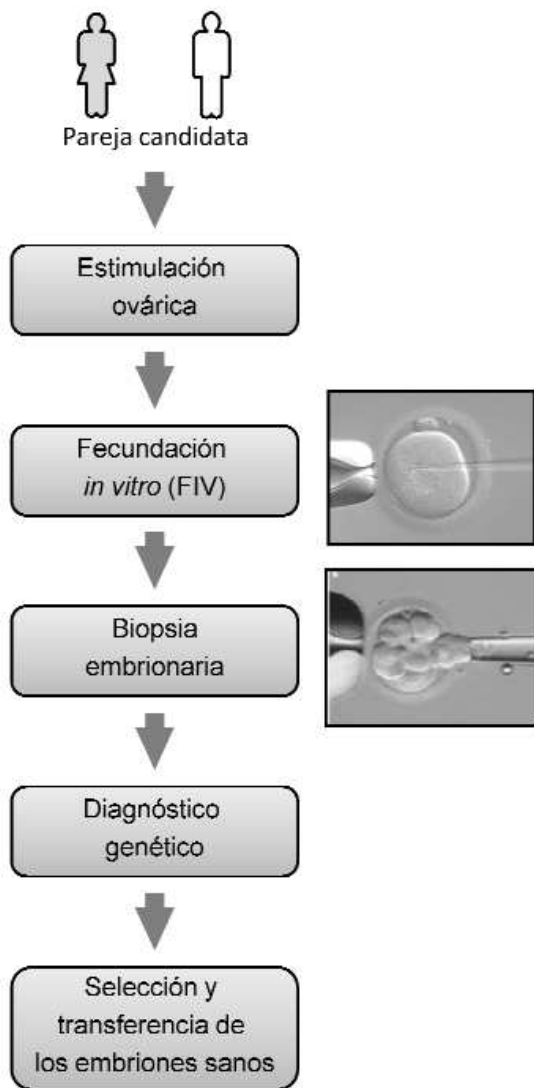 Pareja candidata
Estimulación
ovárica
Fecundación
in vitro (FIV)
Biopsia
embrionaria
Diagnóstico
genético
Selección y
transferencia de
los embriones sanos